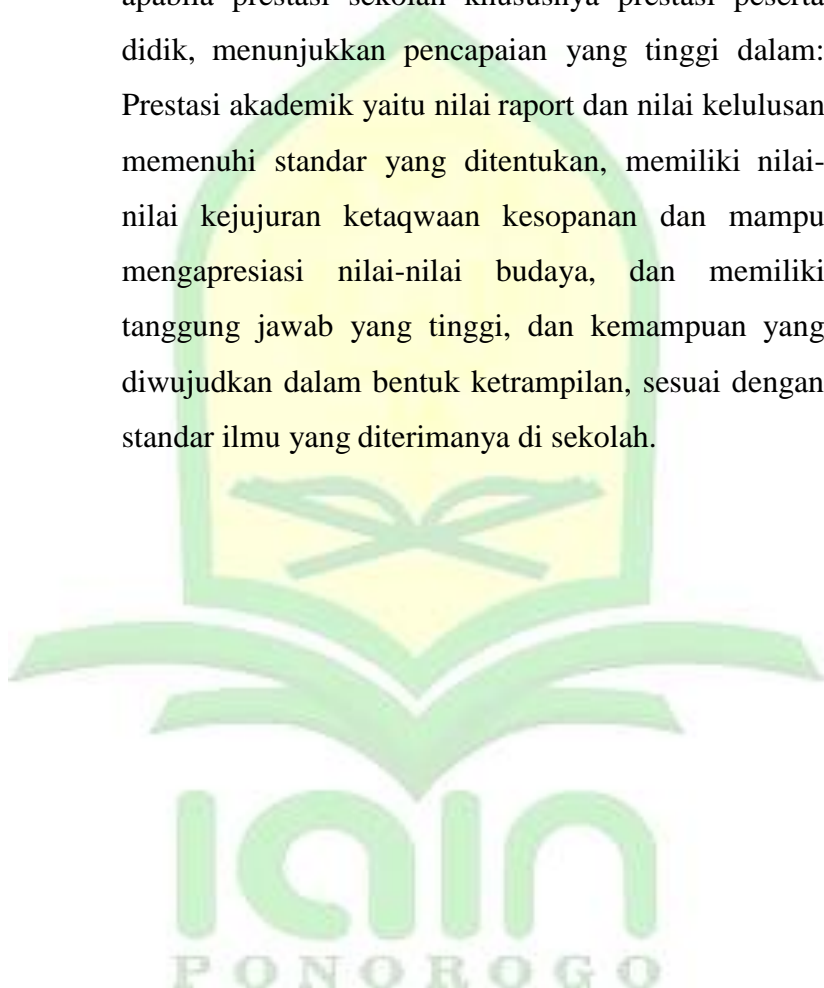 apabila prestasi sekolah khususnya prestasi peserta
didik, menunjukkan pencapaian yang tinggi dalam:
Prestasi akademik yaitu nilai raport dan nilai kelulusan
memenuhi standar yang ditentukan, memiliki nilai-
nilai kejujuran ketaqwaan kesopanan dan mampu
mengapresiasi nilai-nilai budaya, dan memiliki
tanggung jawab yang tinggi, dan kemampuan yang
diwujudkan dalam bentuk ketrampilan, sesuai dengan
standar ilmu yang diterimanya di sekolah.
iain
PONOROGO